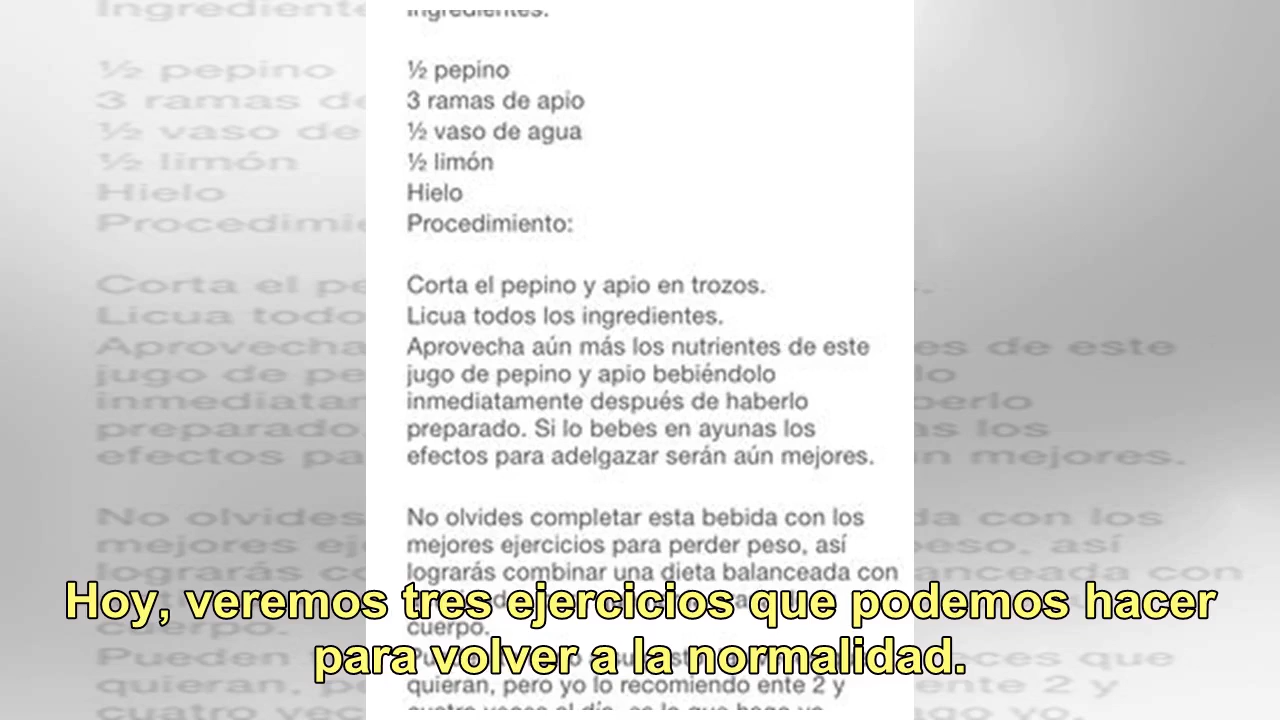 Ingredientes:
½ pepino
3 ramas de apio
½ vaso de agua
½ limón
Hielo
Procedimiento:
Corta el pepino y apio en trozos.
Licua todos los ingredientes.
Aprovecha aún más los nutrientes de este
jugo de pepino y apio bebiéndolo
inmediatamente después de haberlo
preparado. Si lo bebes en ayunas los
efectos para adelgazar serán aún mejores.
No olvides completar esta bebida con los
mejores ejercicios para perder peso, así
lograrás combinar una dieta balanceada con
cuerpo.
quieran, pero yo lo recomiendo ente 2 y
Hoy, veremos tres ejercicios que podemos hacer
para volver a la normalidad.